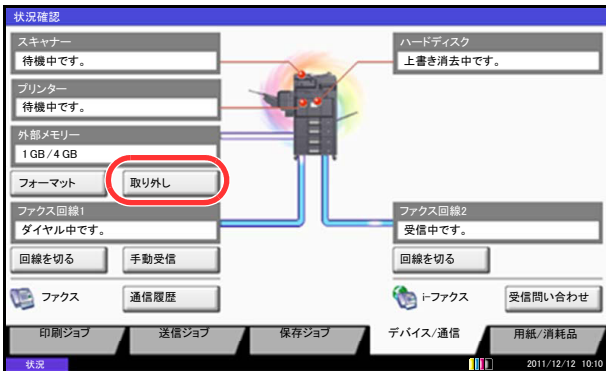 状況確認
スキャナー
待機中です。
ハードディスク
上書き消去中です。
プリンター
待機中です。
外部メモリー
1 GB / 4 GB
フォーマット 取り外し
ファクス回線1
ダイヤル中です。
ファクス回線2
受信中です。
回線を切る 手動受信 回線を切る
ファクス 通信履歴 i-ファクス 受信問い合わせ
印刷ジョブ 送信ジョブ 保存ジョブ デバイス/通信 用紙/消耗品
状況 2011/12/12 10:10